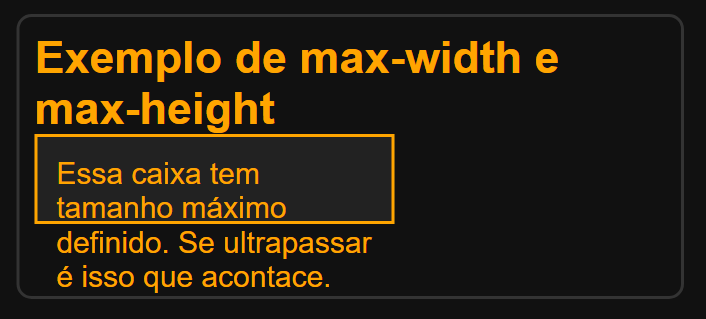 Exemplo de max-width e
max-height
Essa caixa tem
tamanho máximo
definido. Se ultrapassar
é isso que acontace.